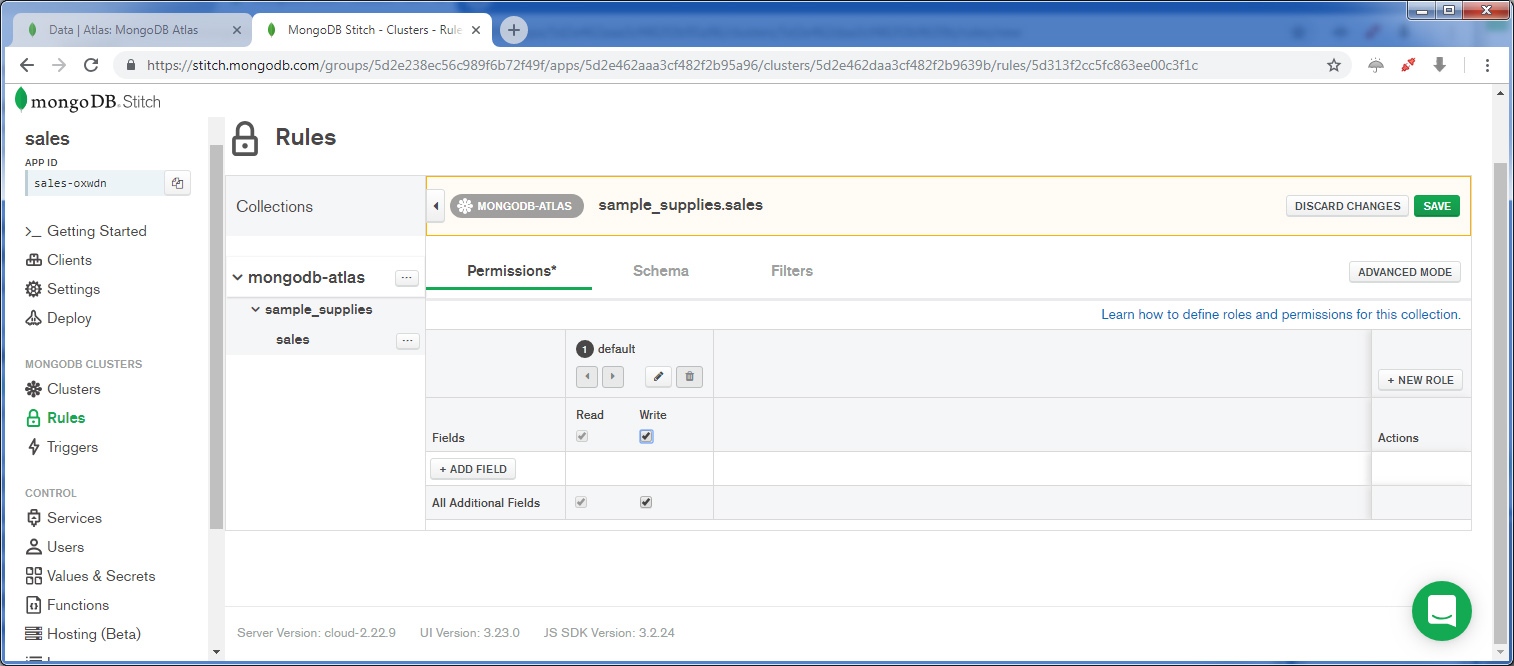 Data | Atlas: MongoDB Atlas
MongoDB Stitch - Clusters - Rule
https://stitch.mongodb.com/groups/5d2e238ec56c989f6b72f49f/apps/5d2e462aaa3cf482f2b95a96/clusters/5d2e462daa3cf482f2b9639b/rules/5d313f2cc5fc863ee00c3f1c
mongoDB Stitch
sales
APP ID
sales-oxwdn
>_ Getting Started
Clients
Settings
Deploy
MONGODB CLUSTERS
Clusters
Rules
Triggers
CONTROL
Services
Users
Values & Secrets
Functions
Hosting (Beta)
Rules
Collections
mongodb-atlas
...
sample_supplies
sales
...
MONGODB-ATLAS
sample_supplies.sales
DISCARD CHANGES
SAVE
Permissions*
Schema
Filters
ADVANCED MODE
Learn how to define roles and permissions for this collection.
1 default
+ NEW ROLE
Read
Write
Fields
Actions
+ ADD FIELD
All Additional Fields
Server Version: cloud-2.22.9
UI Version: 3.23.0
JS SDK Version: 3.2.24